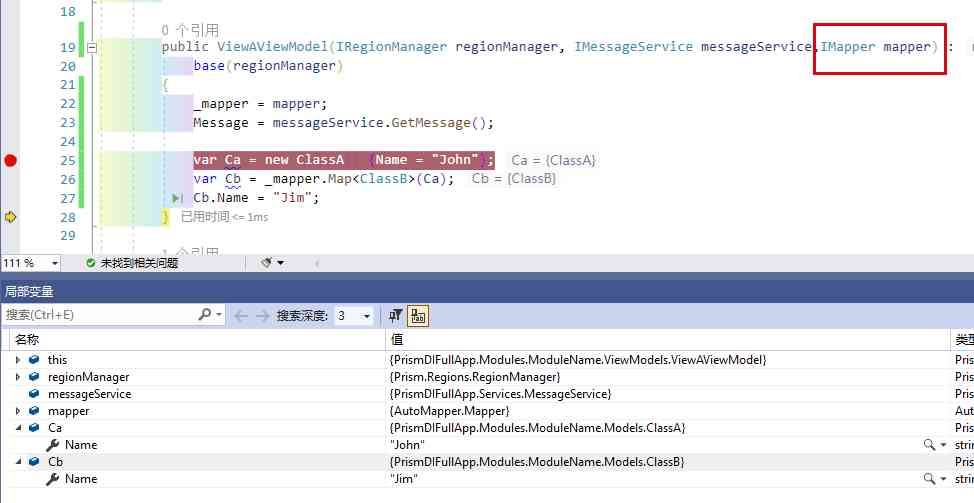 18
0 个引用
19 public ViewAViewModel(IRegionManager regionManager, IMessageService messageService,IMapper mapper) :
20 base(regionManager)
21 {
22 _mapper = mapper;
23 Message = messageService.GetMessage();
24
25 var Ca = new ClassA {Name = "John"}; Ca = {ClassA}
26 var Cb = _mapper.Map<ClassB>(Ca); Cb = {ClassB}
27 Cb.Name = "Jim";
28 } 已用时间 <= 1ms
29
1 个引用
111 % 未找到相关问题
局部变量
搜索(Ctrl+E) 搜索深度: 3
名称 值 类型
this {PrismDIFullApp.Modules.ModuleName.ViewModels.ViewAViewModel} Pris
regionManager {Prism.Regions.RegionManager} Pris
messageService {PrismDIFullApp.Services.MessageService} Pris
mapper {AutoMapper.Mapper} Aut
Ca {PrismDIFullApp.Modules.ModuleName.Models.ClassA} Pris
Name "John" strin
Cb {PrismDIFullApp.Modules.ModuleName.Models.ClassB} Pris
Name "Jim" strin